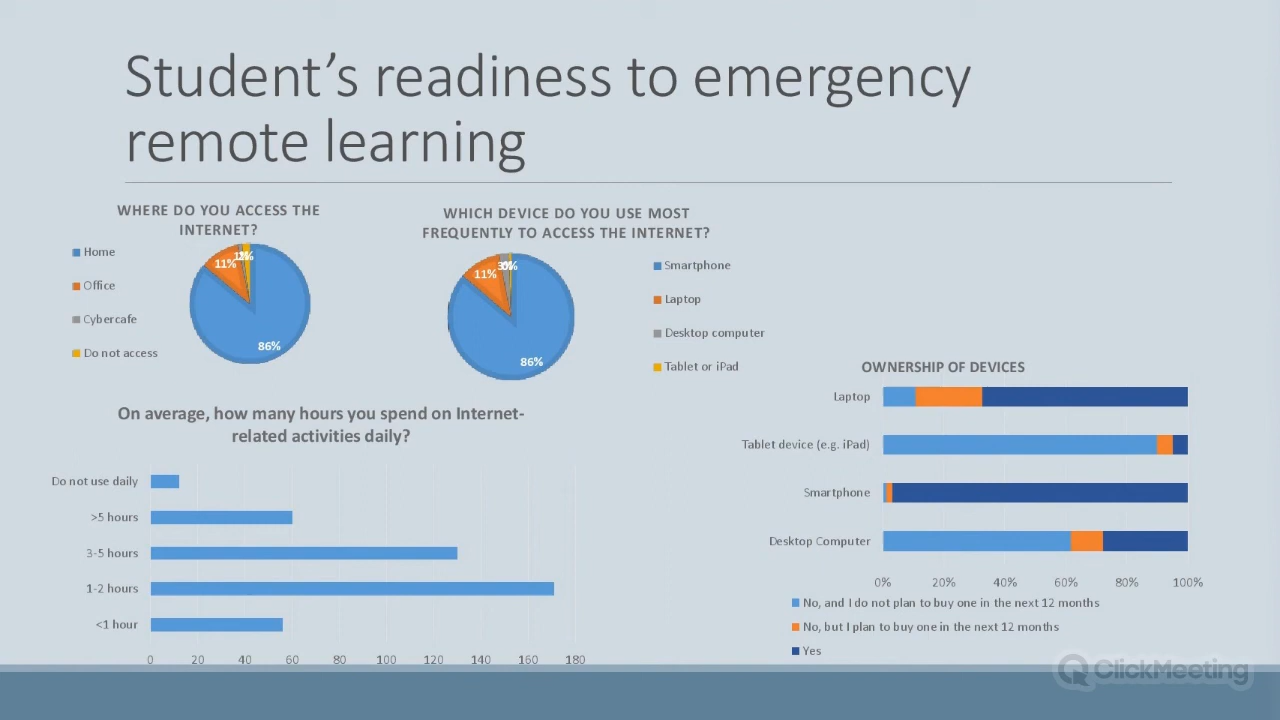 Student’s readiness to emergency
remote learning
WHERE DO YOU ACCESS THE
INTERNET?
Home
Office
Cybercafe
Do not access
11%
86%
WHICH DEVICE DO YOU USE MOST
FREQUENTLY TO ACCESS THE INTERNET?
11%
86%
Smartphone
Laptop
Desktop computer
Tablet or iPad
On average, how many hours you spend on Internet-
related activities daily?
Do not use daily
>5 hours
3-5 hours
1-2 hours
<1 hour
0 20 40 60 80 100 120 140 160 180
OWNERSHIP OF DEVICES
Laptop
Tablet device (e.g. iPad)
Smartphone
Desktop Computer
0% 20% 40% 60% 80% 100%
No, and I do not plan to buy one in the next 12 months
No, but I plan to buy one in the next 12 months
Yes
ClickMeeting